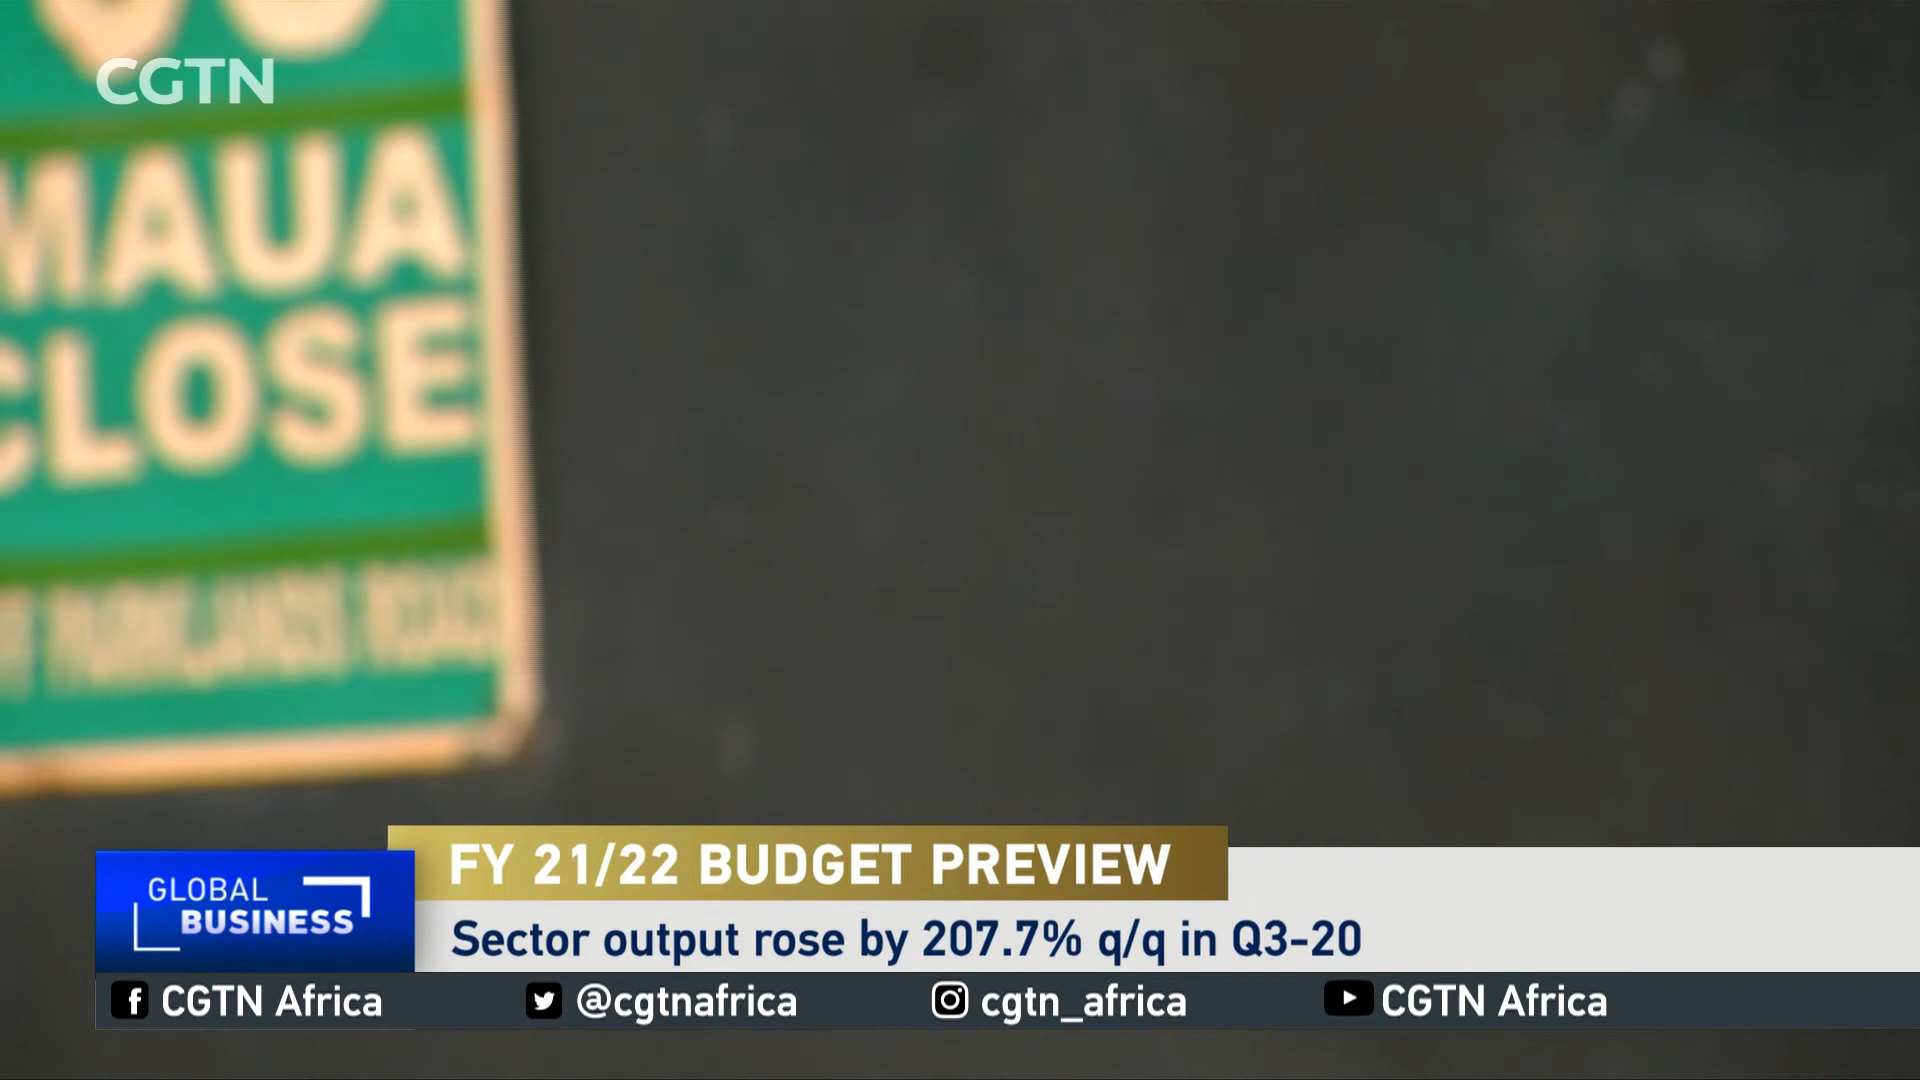 CGTN
MAUA
CLOSE
FY 21/22 BUDGET PREVIEW
GLOBAL
BUSINESS
Sector output rose by 207.7% q/q in Q3-20
CGTN Africa
@cgtnafrica
cgtn_africa
CGTN Africa